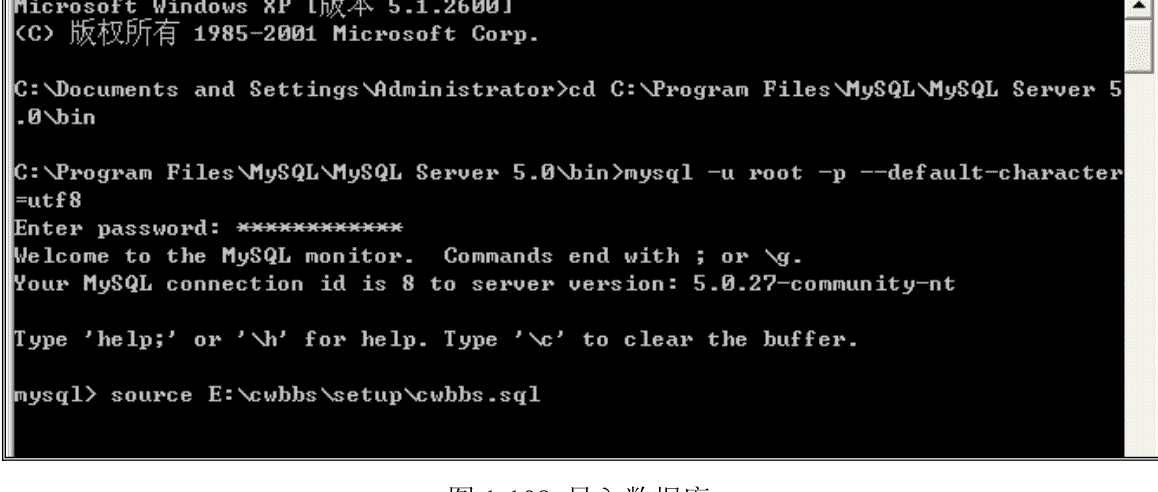 Microsoft Windows XP [版本 5.1.2600]
(C) 版权所有 1985-2001 Microsoft Corp.
C:\Documents and Settings\Administrator>cd C:\Program Files\MySQL\MySQL Server 5
.0\bin
C:\Program Files\MySQL\MySQL Server 5.0\bin>mysql -u root -p --default-character
=utf8
Enter password: ************
Welcome to the MySQL monitor.  Commands end with ; or \g.
Your MySQL connection id is 8 to server version: 5.0.27-community-nt
Type 'help;' or '\h' for help. Type '\c' to clear the buffer.
mysql> source E:\cwbbs\setup\cwbbs.sql